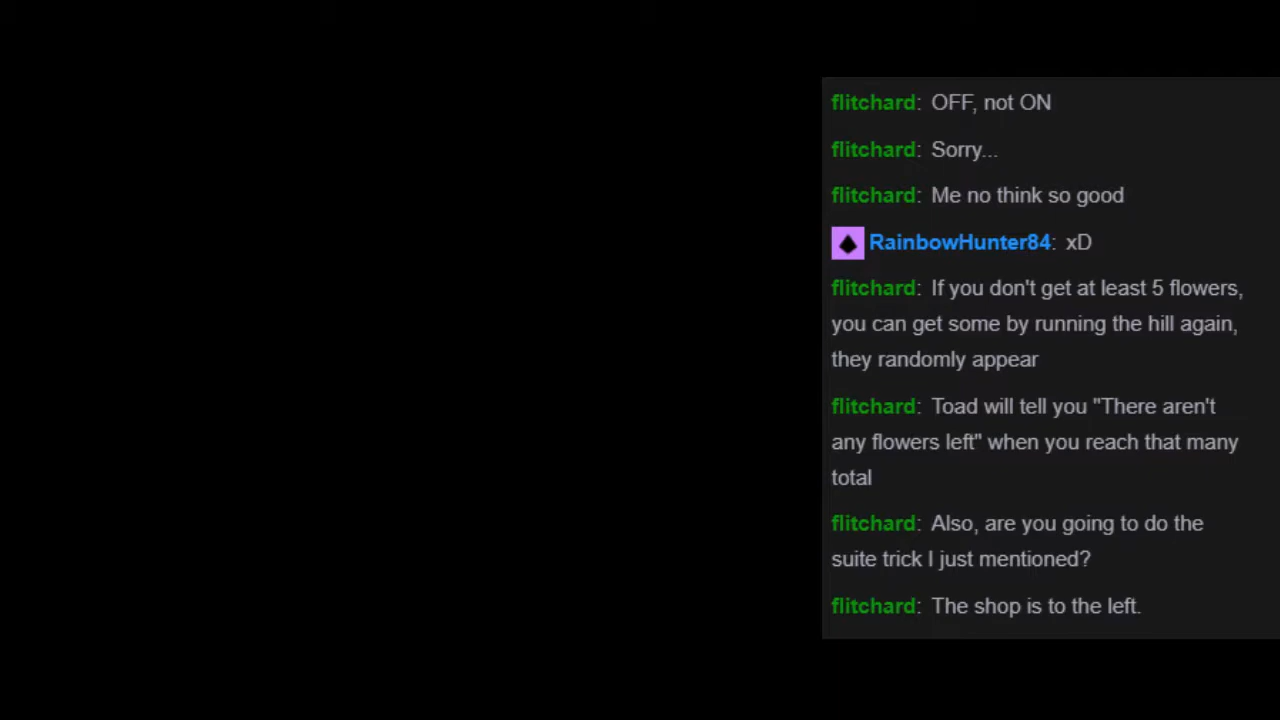 flitchard: OFF, not ON
flitchard: Sorry...
flitchard: Me no think so good
RainbowHunter84: xD
flitchard: If you don't get at least 5 flowers,
you can get some by running the hill again,
they randomly appear
flitchard: Toad will tell you "There aren't
any flowers left" when you reach that many
total
flitchard: Also, are you going to do the
suite trick I just mentioned?
flitchard: The shop is to the left.